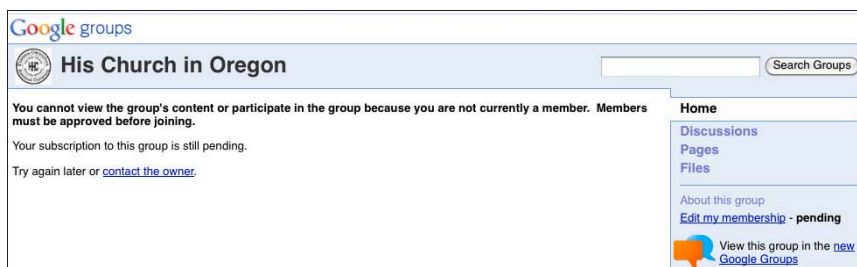 Google groups
His Church in Oregon
Search Groups
You cannot view the group's content or participate in the group because you are not currently a member. Members
must be approved before joining.
Your subscription to this group is still pending.
Try again later or contact the owner.
Home
Discussions
Pages
Files
About this group
Edit my membership - pending
View this group in the new
Google Groups